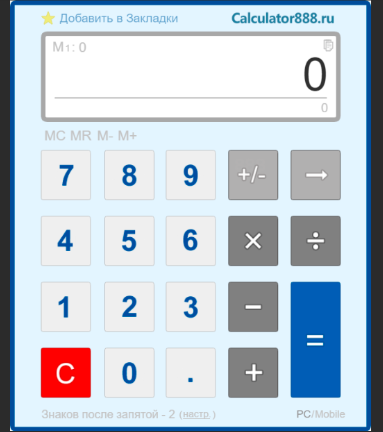 Добавить в Закладки Calculator888.ru
M1: 0
0
0
MC MR M- M+
7 8 9 +/- →
4 5 6 × ÷
1 2 3 −
=
C 0 . +
Знаков после запятой - 2 (настр.) PC/Mobile